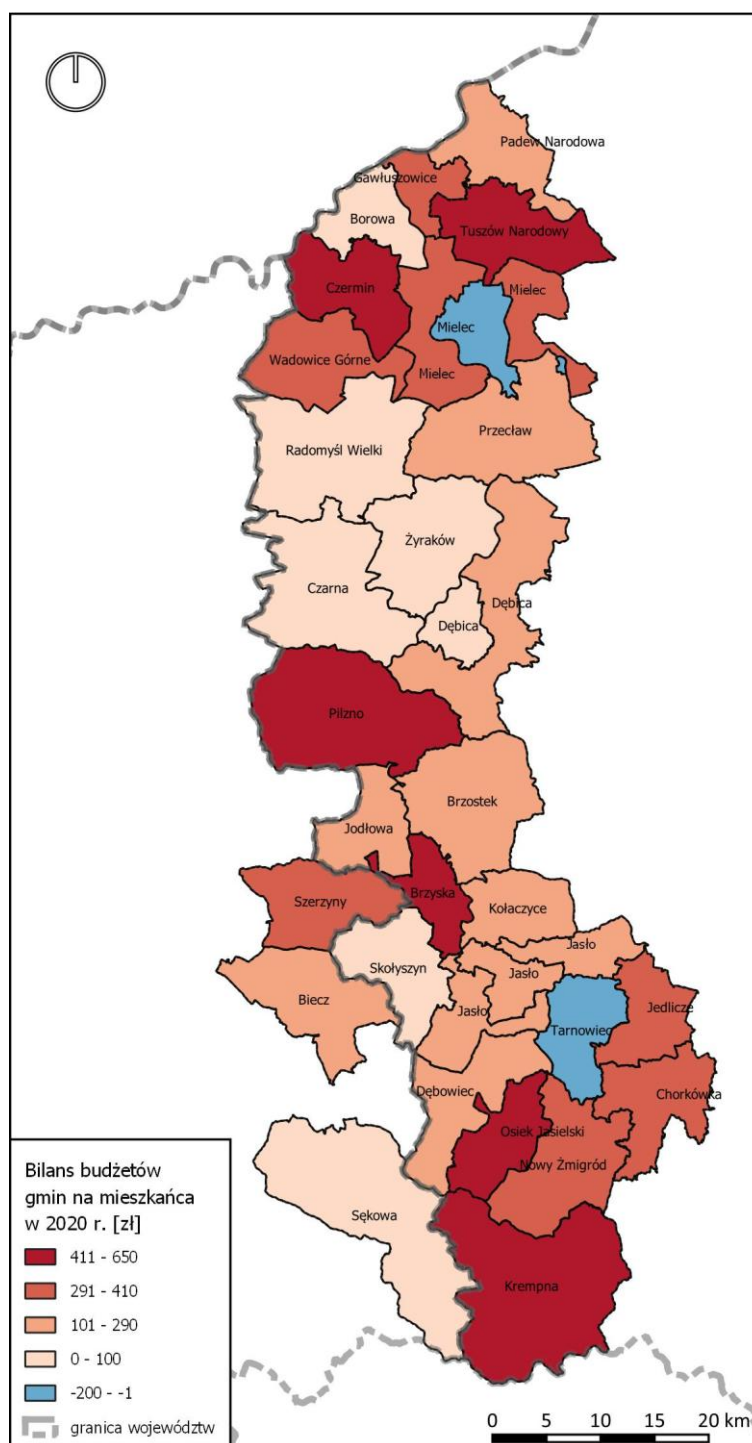 Padew Narodowa
Gawłuszowice
Borowa
Tuszów Narodowy
Czermin
Mielec
Mielec
Wadowice Górne
Mielec
Przecław
Radomyśl Wielki
Żyraków
Czarna
Dębica
Dębica
Pilzno
Brzostek
Jodłowa
Brzyska
Szerzyny
Kołaczyce
Jasło
Skołyszyn
Jasło
Biecz
Jasło
Jedlicze
Tarnowiec
Dębowiec
Chorkówka
Osiek Jasielski
Nowy Żmigród
Sękowa
Krempna
Bilans budżetów
gmin na mieszkańca
w 2020 r. [zł]
411 - 650
291 - 410
101 - 290
0 - 100
-200 - -1
granica województw
0 5 10 15 20 km